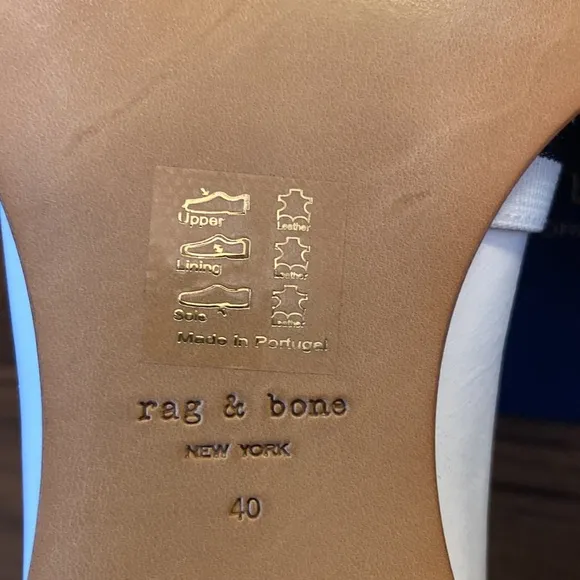 Upper
Leather
Lining
Leather
Sole
Leather
Made in Portugal
rag & bone
NEW YORK
40